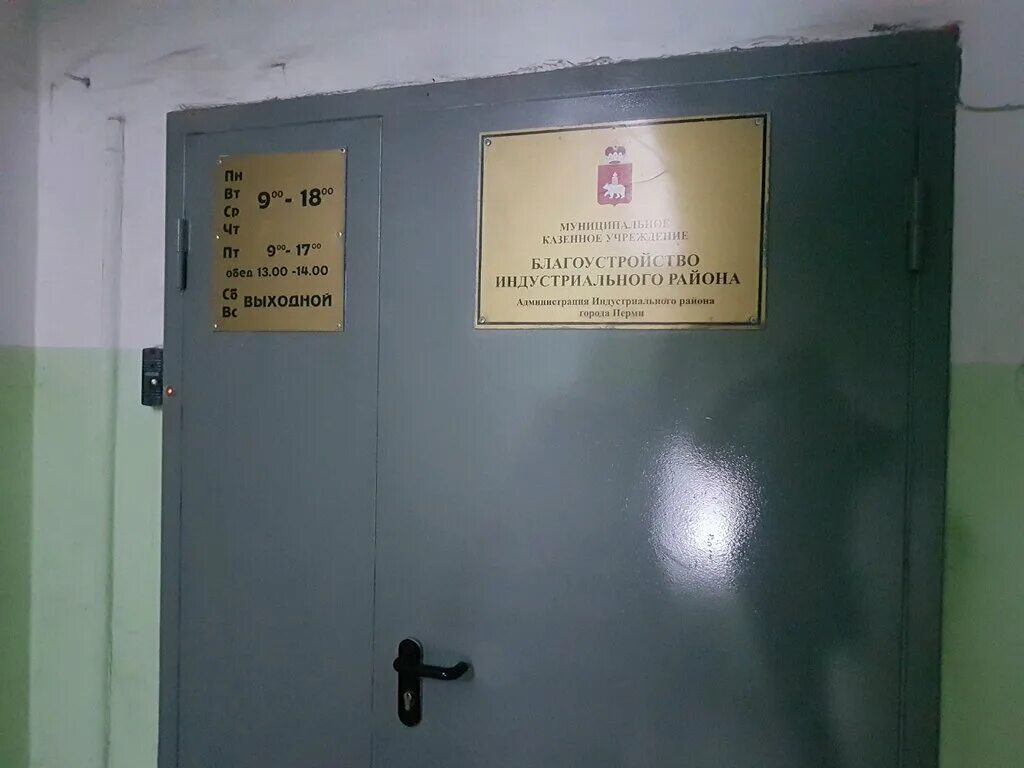 Пн
Вт
Ср
Чт
9⁰⁰ - 18⁰⁰
Пт 9⁰⁰ - 17⁰⁰
обед 13.00 -14.00
Сб
Вс
ВЫХОДНОЙ
МУНИЦИПАЛЬНОЕ
КАЗЕННОЕ УЧРЕЖДЕНИЕ
БЛАГОУСТРОЙСТВО
ИНДУСТРИАЛЬНОГО РАЙОНА
Администрация Индустриального района
города Перми